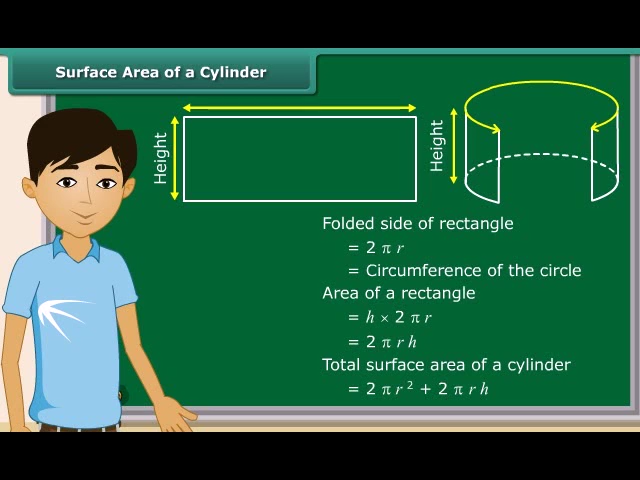 Surface Area of a Cylinder
Height
Height
Folded side of rectangle
= 2 π r
= Circumference of the circle
Area of a rectangle
= h × 2 π r
= 2 π r h
Total surface area of a cylinder
= 2 π r² + 2 π r h